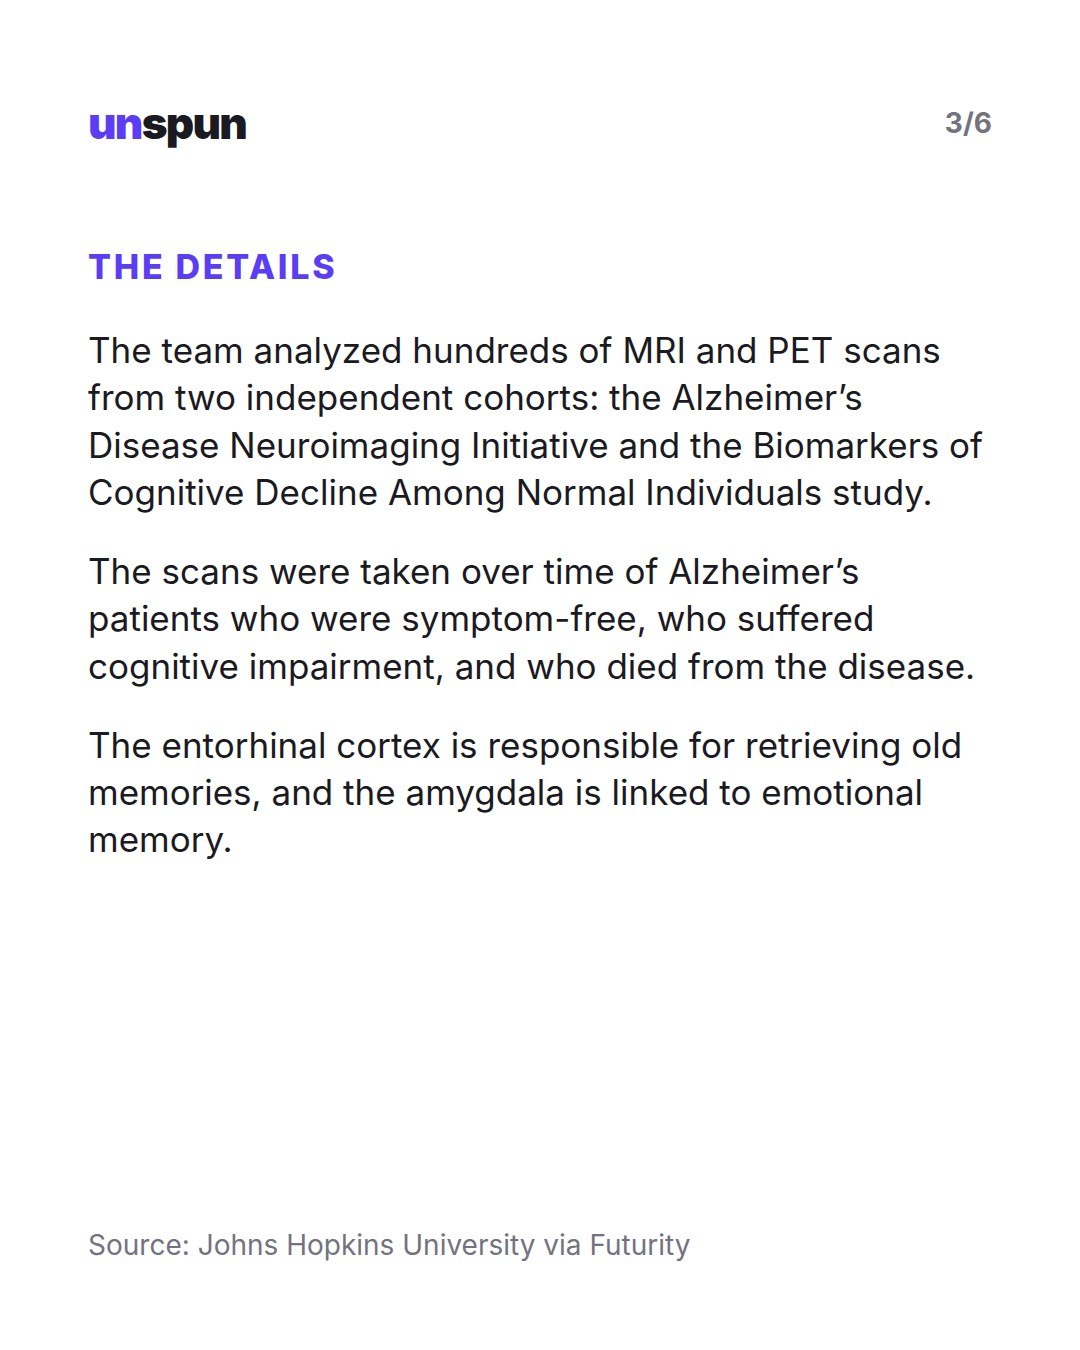 unspun
3/6
THE DETAILS
The team analyzed hundreds of MRI and PET scans
from two independent cohorts: the Alzheimer’s
Disease Neuroimaging Initiative and the Biomarkers of
Cognitive Decline Among Normal Individuals study.
The scans were taken over time of Alzheimer’s
patients who were symptom-free, who suffered
cognitive impairment, and who died from the disease.
The entorhinal cortex is responsible for retrieving old
memories, and the amygdala is linked to emotional
memory.
Source: Johns Hopkins University via Futurity